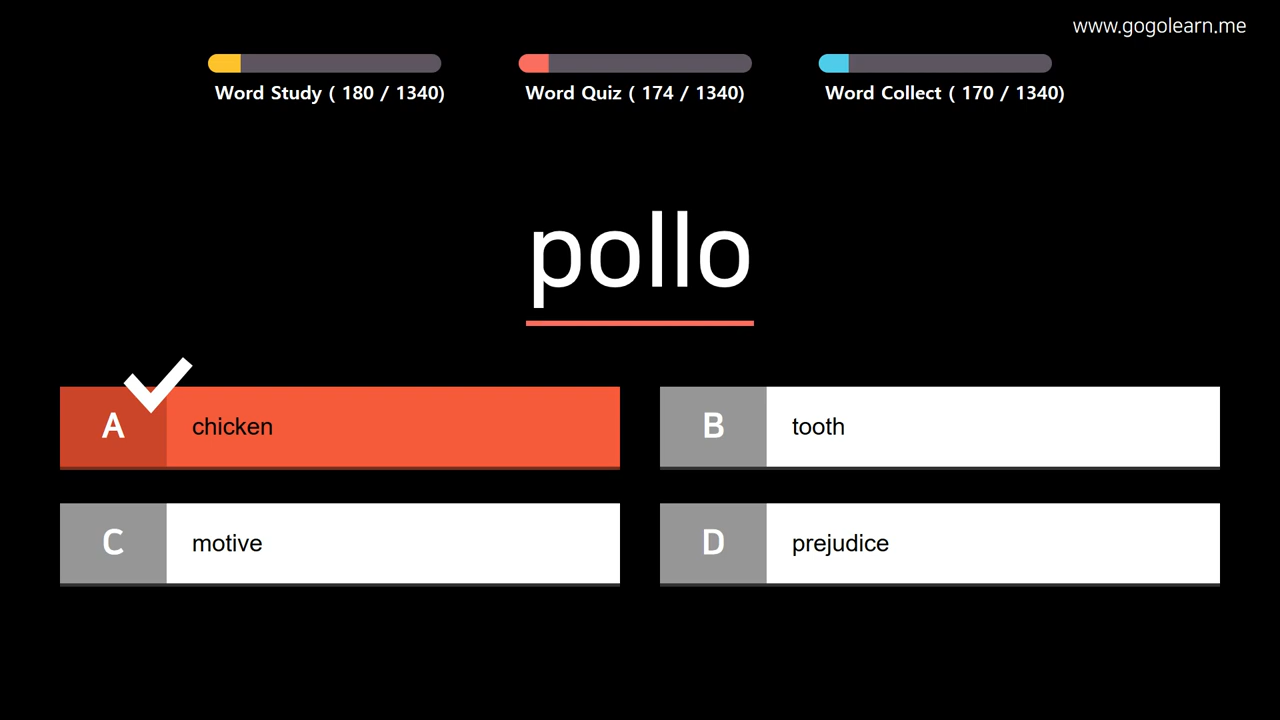 www.gogolearn.me
Word Study ( 180 / 1340)
Word Quiz ( 174 / 1340)
Word Collect ( 170 / 1340)
pollo
A chicken
B tooth
C motive
D prejudice